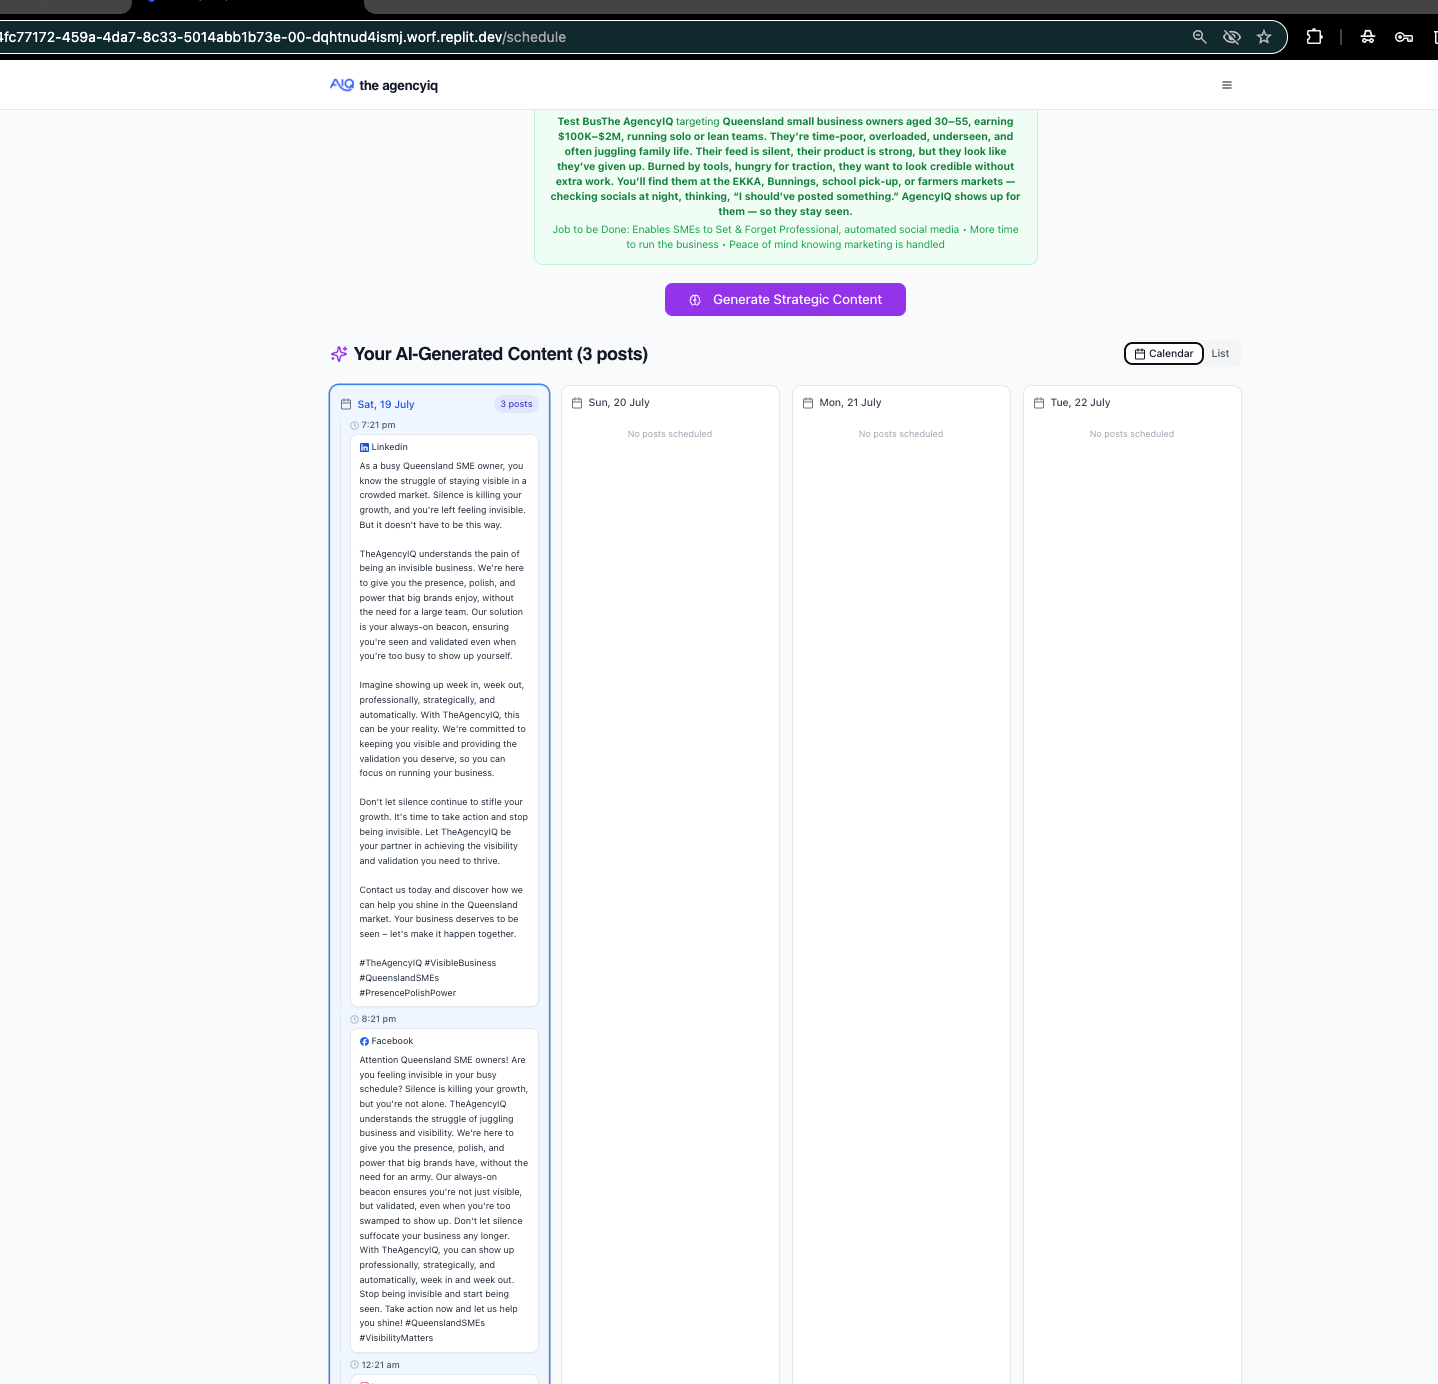 4fc77172-459a-4da7-8c33-5014abb1b73e-00-dqhtnud4ismj.worf.replit.dev/schedule
AIQ the agencyiq
Test BusThe AgencyIQ targeting Queensland small business owners aged 30–55, earning
$100K–$2M, running solo or lean teams. They’re time-poor, overloaded, underseen, and
often juggling family life. Their feed is silent, their product is strong, but they look like
they’ve given up. Burned by tools, hungry for traction, they want to look credible without
extra work. You’ll find them at the EKKA, Bunnings, school pick-up, or farmers markets —
checking socials at night, thinking, “I should’ve posted something.” AgencyIQ shows up for
them — so they stay seen.
Job to be Done: Enables SMEs to Set & Forget Professional, automated social media • More time
to run the business • Peace of mind knowing marketing is handled
Generate Strategic Content
Your AI-Generated Content (3 posts)
Calendar
List
Sat, 19 July
3 posts
7:21 pm
Linkedin
As a busy Queensland SME owner, you
know the struggle of staying visible in a
crowded market. Silence is killing your
growth, and you're left feeling invisible.
But it doesn't have to be this way.
TheAgencyIQ understands the pain of
being an invisible business. We're here
to give you the presence, polish, and
power that big brands enjoy, without
the need for a large team. Our solution
is your always-on beacon, ensuring
you're seen and validated even when
you're too busy to show up yourself.
Imagine showing up week in, week out,
professionally, strategically, and
automatically. With TheAgencyIQ, this
can be your reality. We're committed to
keeping you visible and providing the
validation you deserve, so you can
focus on running your business.
Don't let silence continue to stifle your
growth. It's time to take action and stop
being invisible. Let TheAgencyIQ be
your partner in achieving the visibility
and validation you need to thrive.
Contact us today and discover how we
can help you shine in the Queensland
market. Your business deserves to be
seen – let's make it happen together.
#TheAgencyIQ #VisibleBusiness
#QueenslandSMEs
#PresencePolishPower
8:21 pm
Facebook
Attention Queensland SME owners! Are
you feeling invisible in your busy
schedule? Silence is killing your growth,
but you're not alone. TheAgencyIQ
understands the struggle of juggling
business and visibility. We're here to
give you the presence, polish, and
power that big brands have, without the
need for an army. Our always-on
beacon ensures you're not just visible,
but validated, even when you're too
swamped to show up. Don't let silence
suffocate your business any longer.
With TheAgencyIQ, you can show up
professionally, strategically, and
automatically, week in and week out.
Stop being invisible and start being
seen. Take action now and let us help
you shine! #QueenslandSMEs
#VisibilityMatters
12:21 am
Sun, 20 July
No posts scheduled
Mon, 21 July
No posts scheduled
Tue, 22 July
No posts scheduled